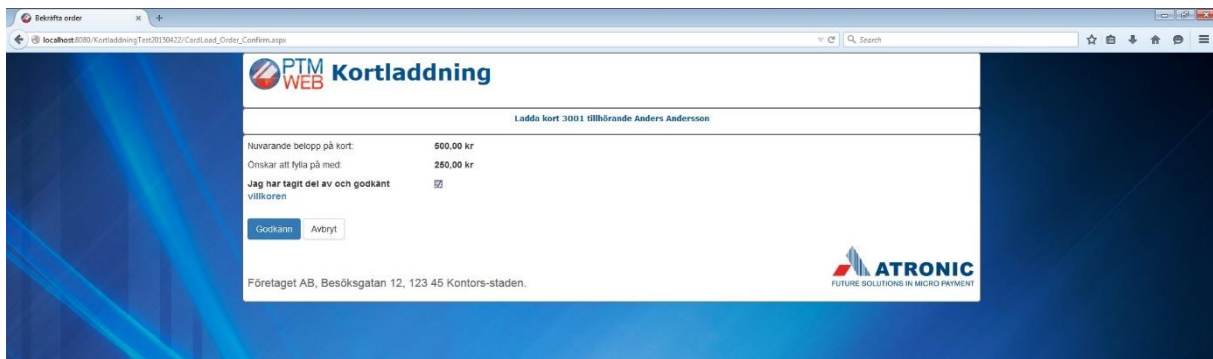 Bekräfta order
localhost:8080/KortladdningTest20150422/CardLoad_Order_Confirm.aspx
Search
PTM WEB Kortladdning
Ladda kort 3001 tillhörande Anders Andersson
Nuvarande belopp på kort: 500,00 kr
Önskar att fylla på med: 250,00 kr
Jag har tagit del av och godkänt
villkoren
Godkänn Avbryt
ATRONIC
FUTURE SOLUTIONS IN MICRO PAYMENT
Företaget AB, Besöksgatan 12, 123 45 Kontors-staden.